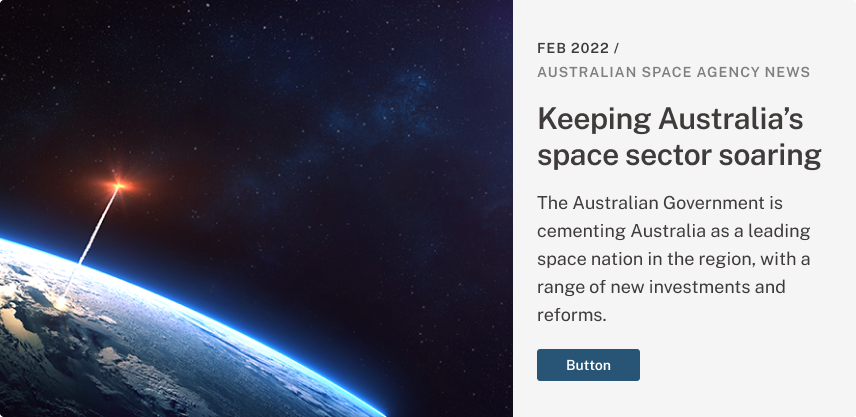 FEB 2022 /
AUSTRALIAN SPACE AGENCY NEWS
Keeping Australia’s
space sector soaring
The Australian Government is
cementing Australia as a leading
space nation in the region, with a
range of new investments and
reforms.
Button